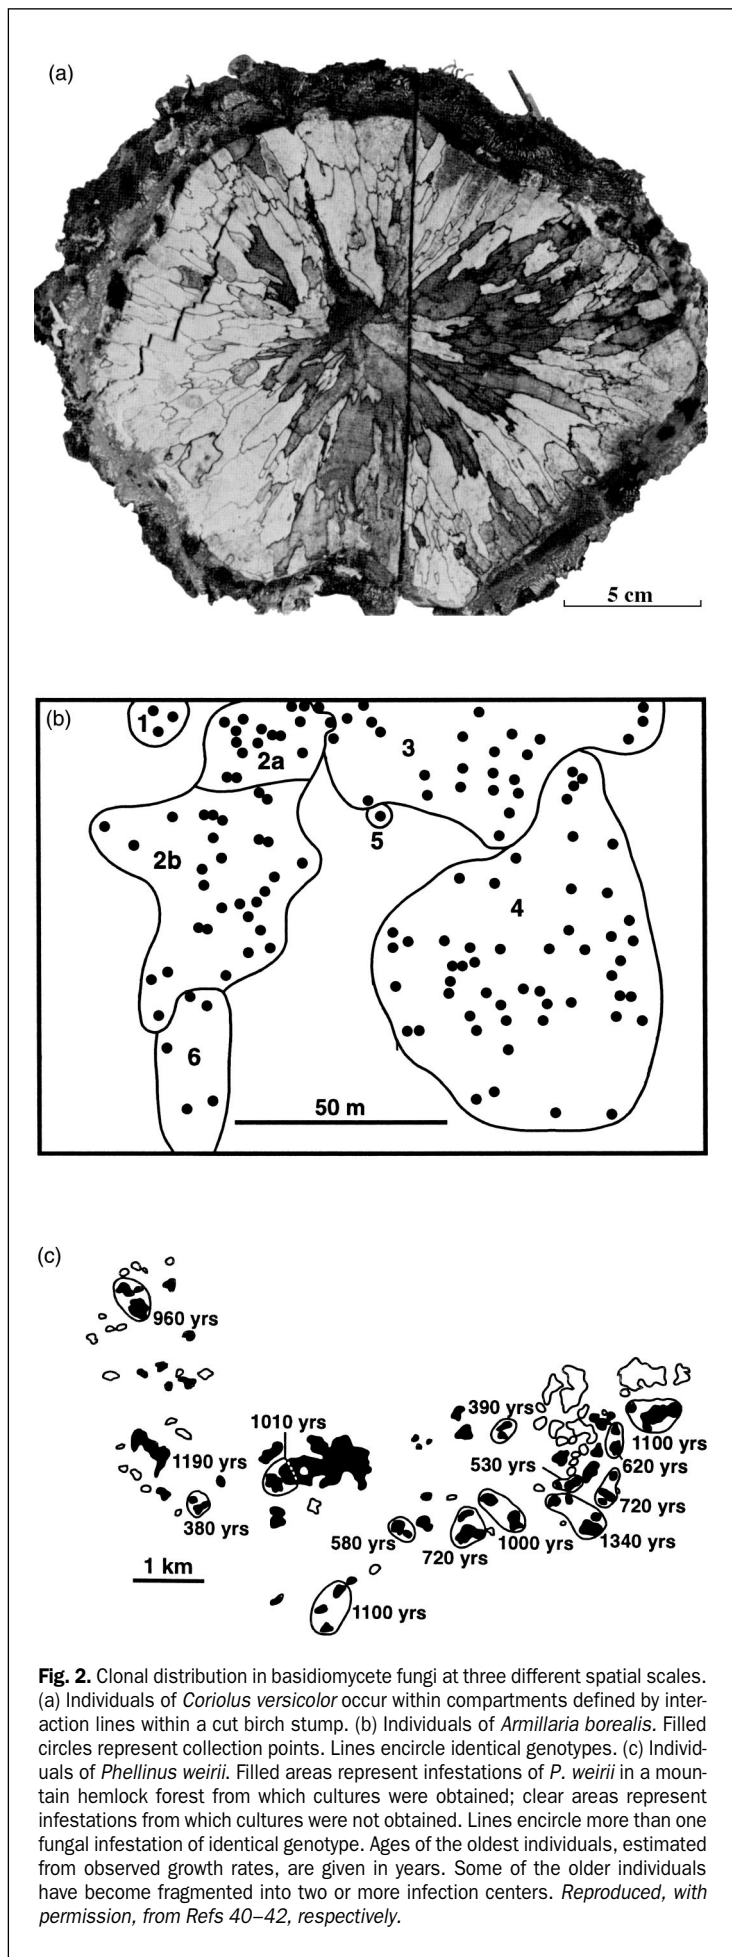 (a)
5 cm
(b)
1
2a
3
5
2b
4
6
50 m
(c)
960 yrs
390 yrs
1010 yrs
1100 yrs
1190 yrs
530 yrs
620 yrs
720 yrs
380 yrs
580 yrs
720 yrs
1000 yrs
1340 yrs
1 km
1100 yrs
Fig. 2. Clonal distribution in basidiomycete fungi at three different spatial scales.
(a) Individuals of Coriolus versicolor occur within compartments defined by inter-
action lines within a cut birch stump. (b) Individuals of Armillaria borealis. Filled
circles represent collection points. Lines encircle identical genotypes. (c) Individ-
uals of Phellinus weirii. Filled areas represent infestations of P. weirii in a moun-
tain hemlock forest from which cultures were obtained; clear areas represent
infestations from which cultures were not obtained. Lines encircle more than one
fungal infestation of identical genotype. Ages of the oldest individuals, estimated
from observed growth rates, are given in years. Some of the older individuals
have become fragmented into two or more infection centers. Reproduced, with
permission, from Refs 40–42, respectively.